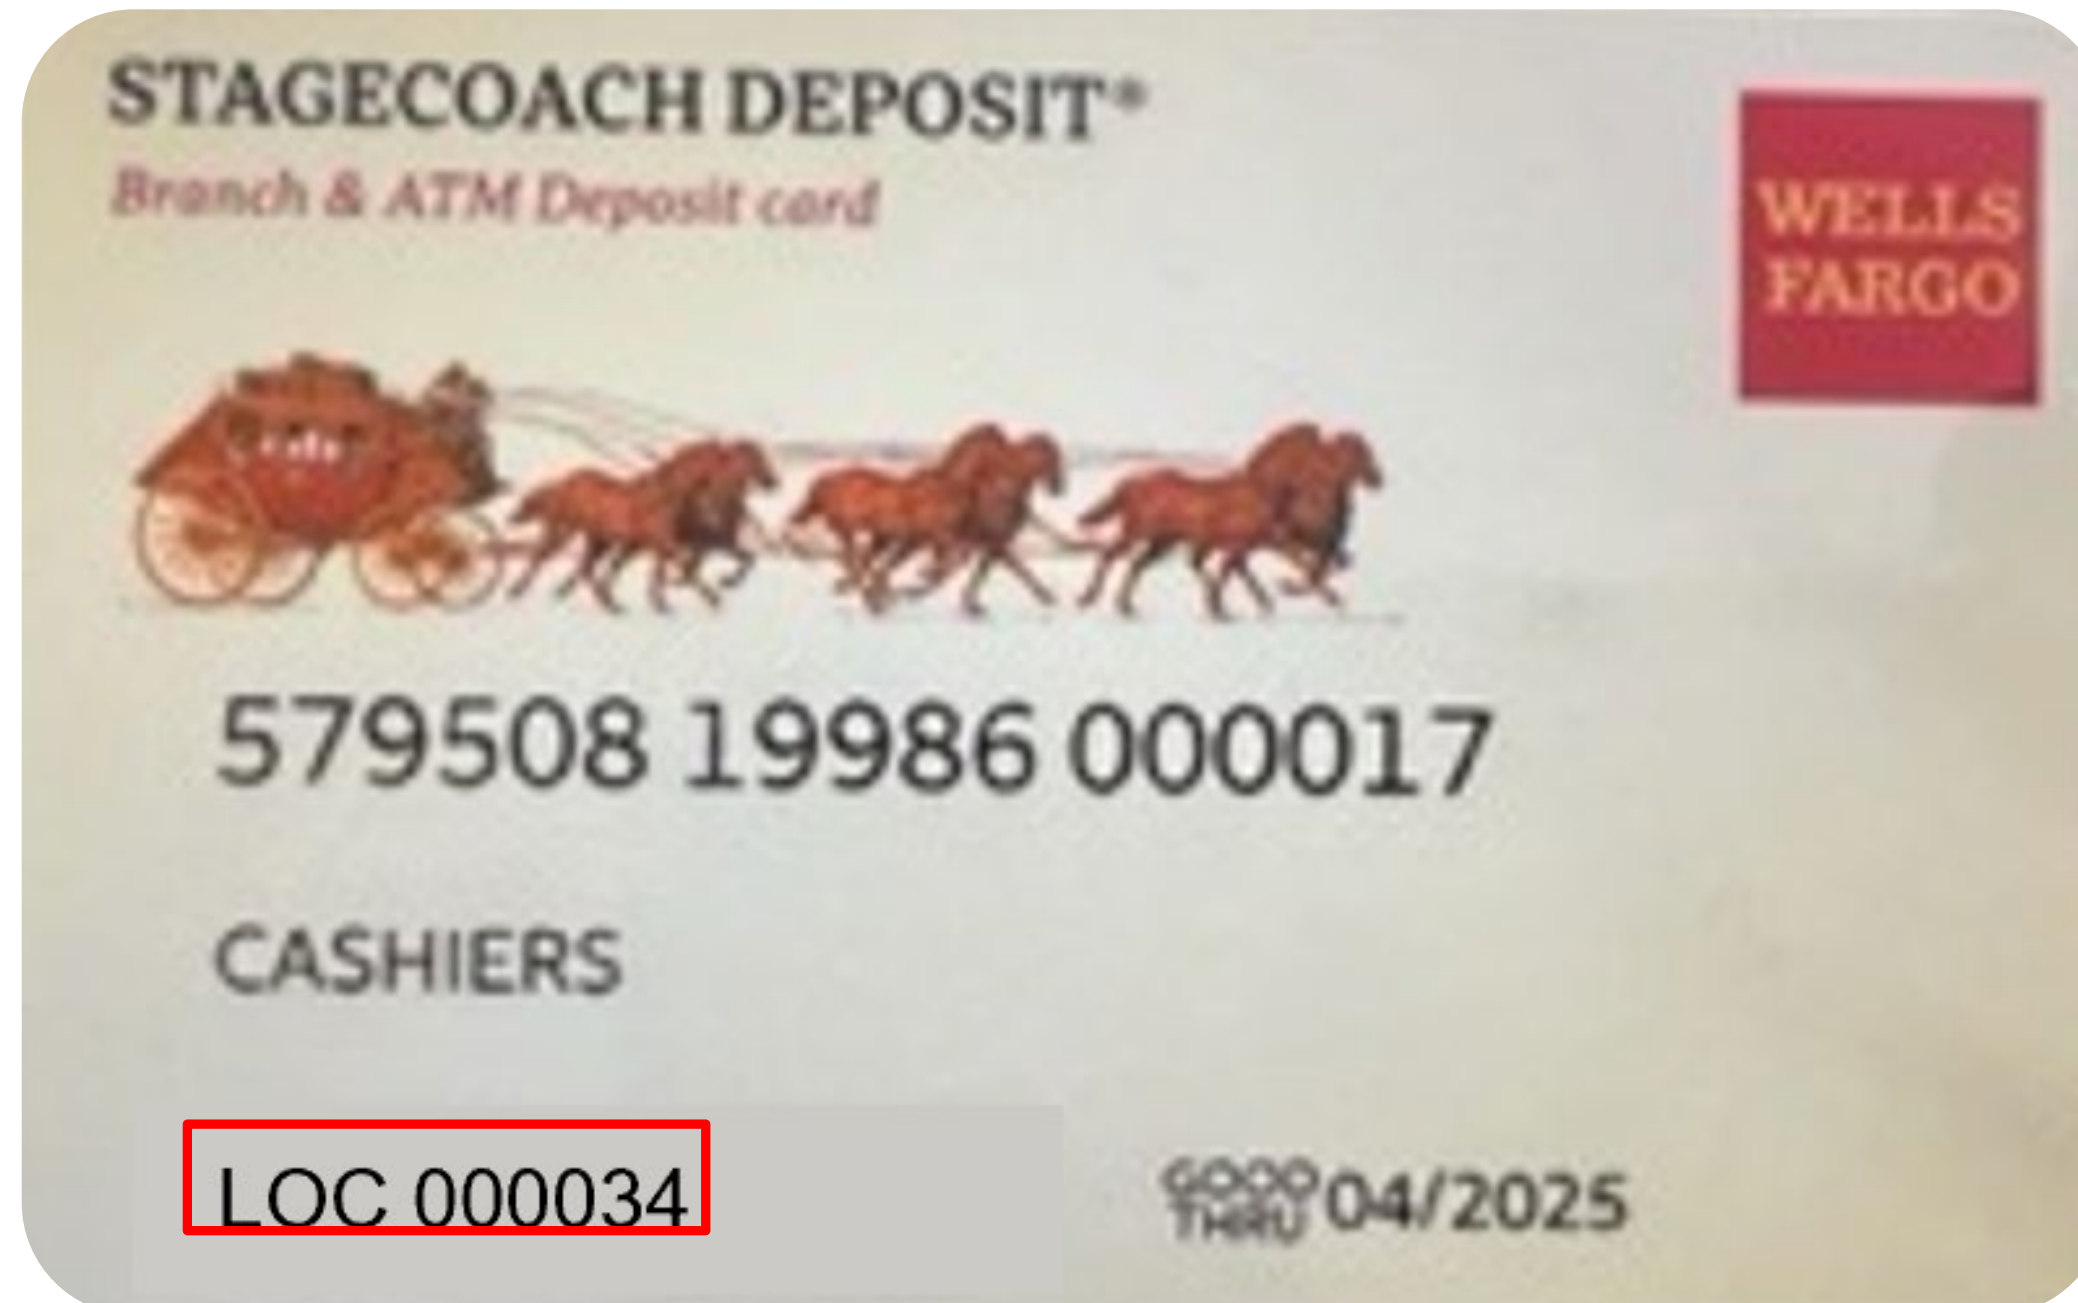 STAGECOACH DEPOSIT®
Branch & ATM Deposit card
WELLS
FARGO
579508 19986 000017
CASHIERS
LOC 000034
GOOD
THRU 04/2025